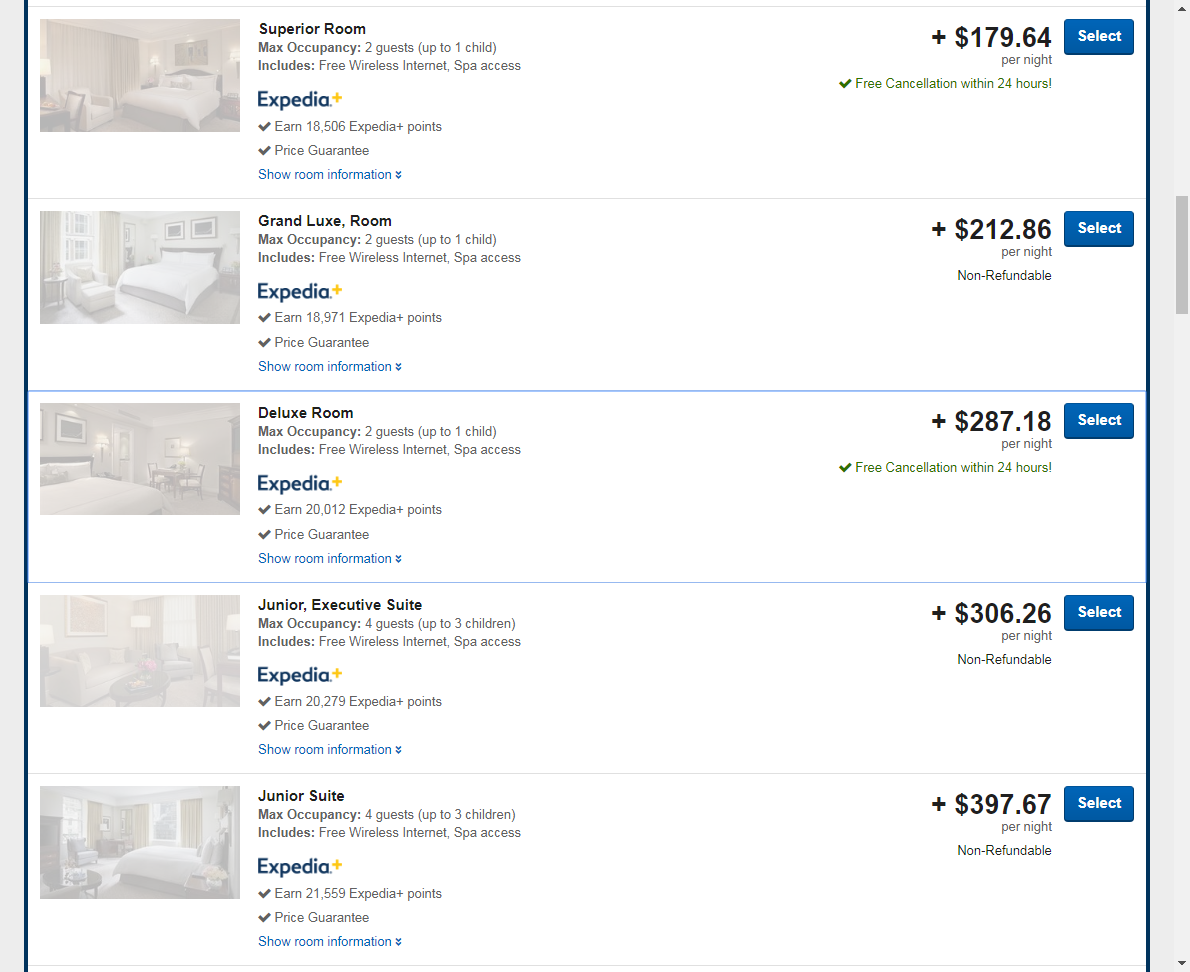 Superior Room
Max Occupancy: 2 guests (up to 1 child)
Includes: Free Wireless Internet, Spa access
Expedia.+
Earn 18,506 Expedia+ points
Price Guarantee
Show room information
+ $179.64
per night
Free Cancellation within 24 hours!
Select
Grand Luxe, Room
Max Occupancy: 2 guests (up to 1 child)
Includes: Free Wireless Internet, Spa access
Expedia.+
Earn 18,971 Expedia+ points
Price Guarantee
Show room information
+ $212.86
per night
Non-Refundable
Select
Deluxe Room
Max Occupancy: 2 guests (up to 1 child)
Includes: Free Wireless Internet, Spa access
Expedia.+
Earn 20,012 Expedia+ points
Price Guarantee
Show room information
+ $287.18
per night
Free Cancellation within 24 hours!
Select
Junior, Executive Suite
Max Occupancy: 4 guests (up to 3 children)
Includes: Free Wireless Internet, Spa access
Expedia.+
Earn 20,279 Expedia+ points
Price Guarantee
Show room information
+ $306.26
per night
Non-Refundable
Select
Junior Suite
Max Occupancy: 4 guests (up to 3 children)
Includes: Free Wireless Internet, Spa access
Expedia.+
Earn 21,559 Expedia+ points
Price Guarantee
Show room information
+ $397.67
per night
Non-Refundable
Select